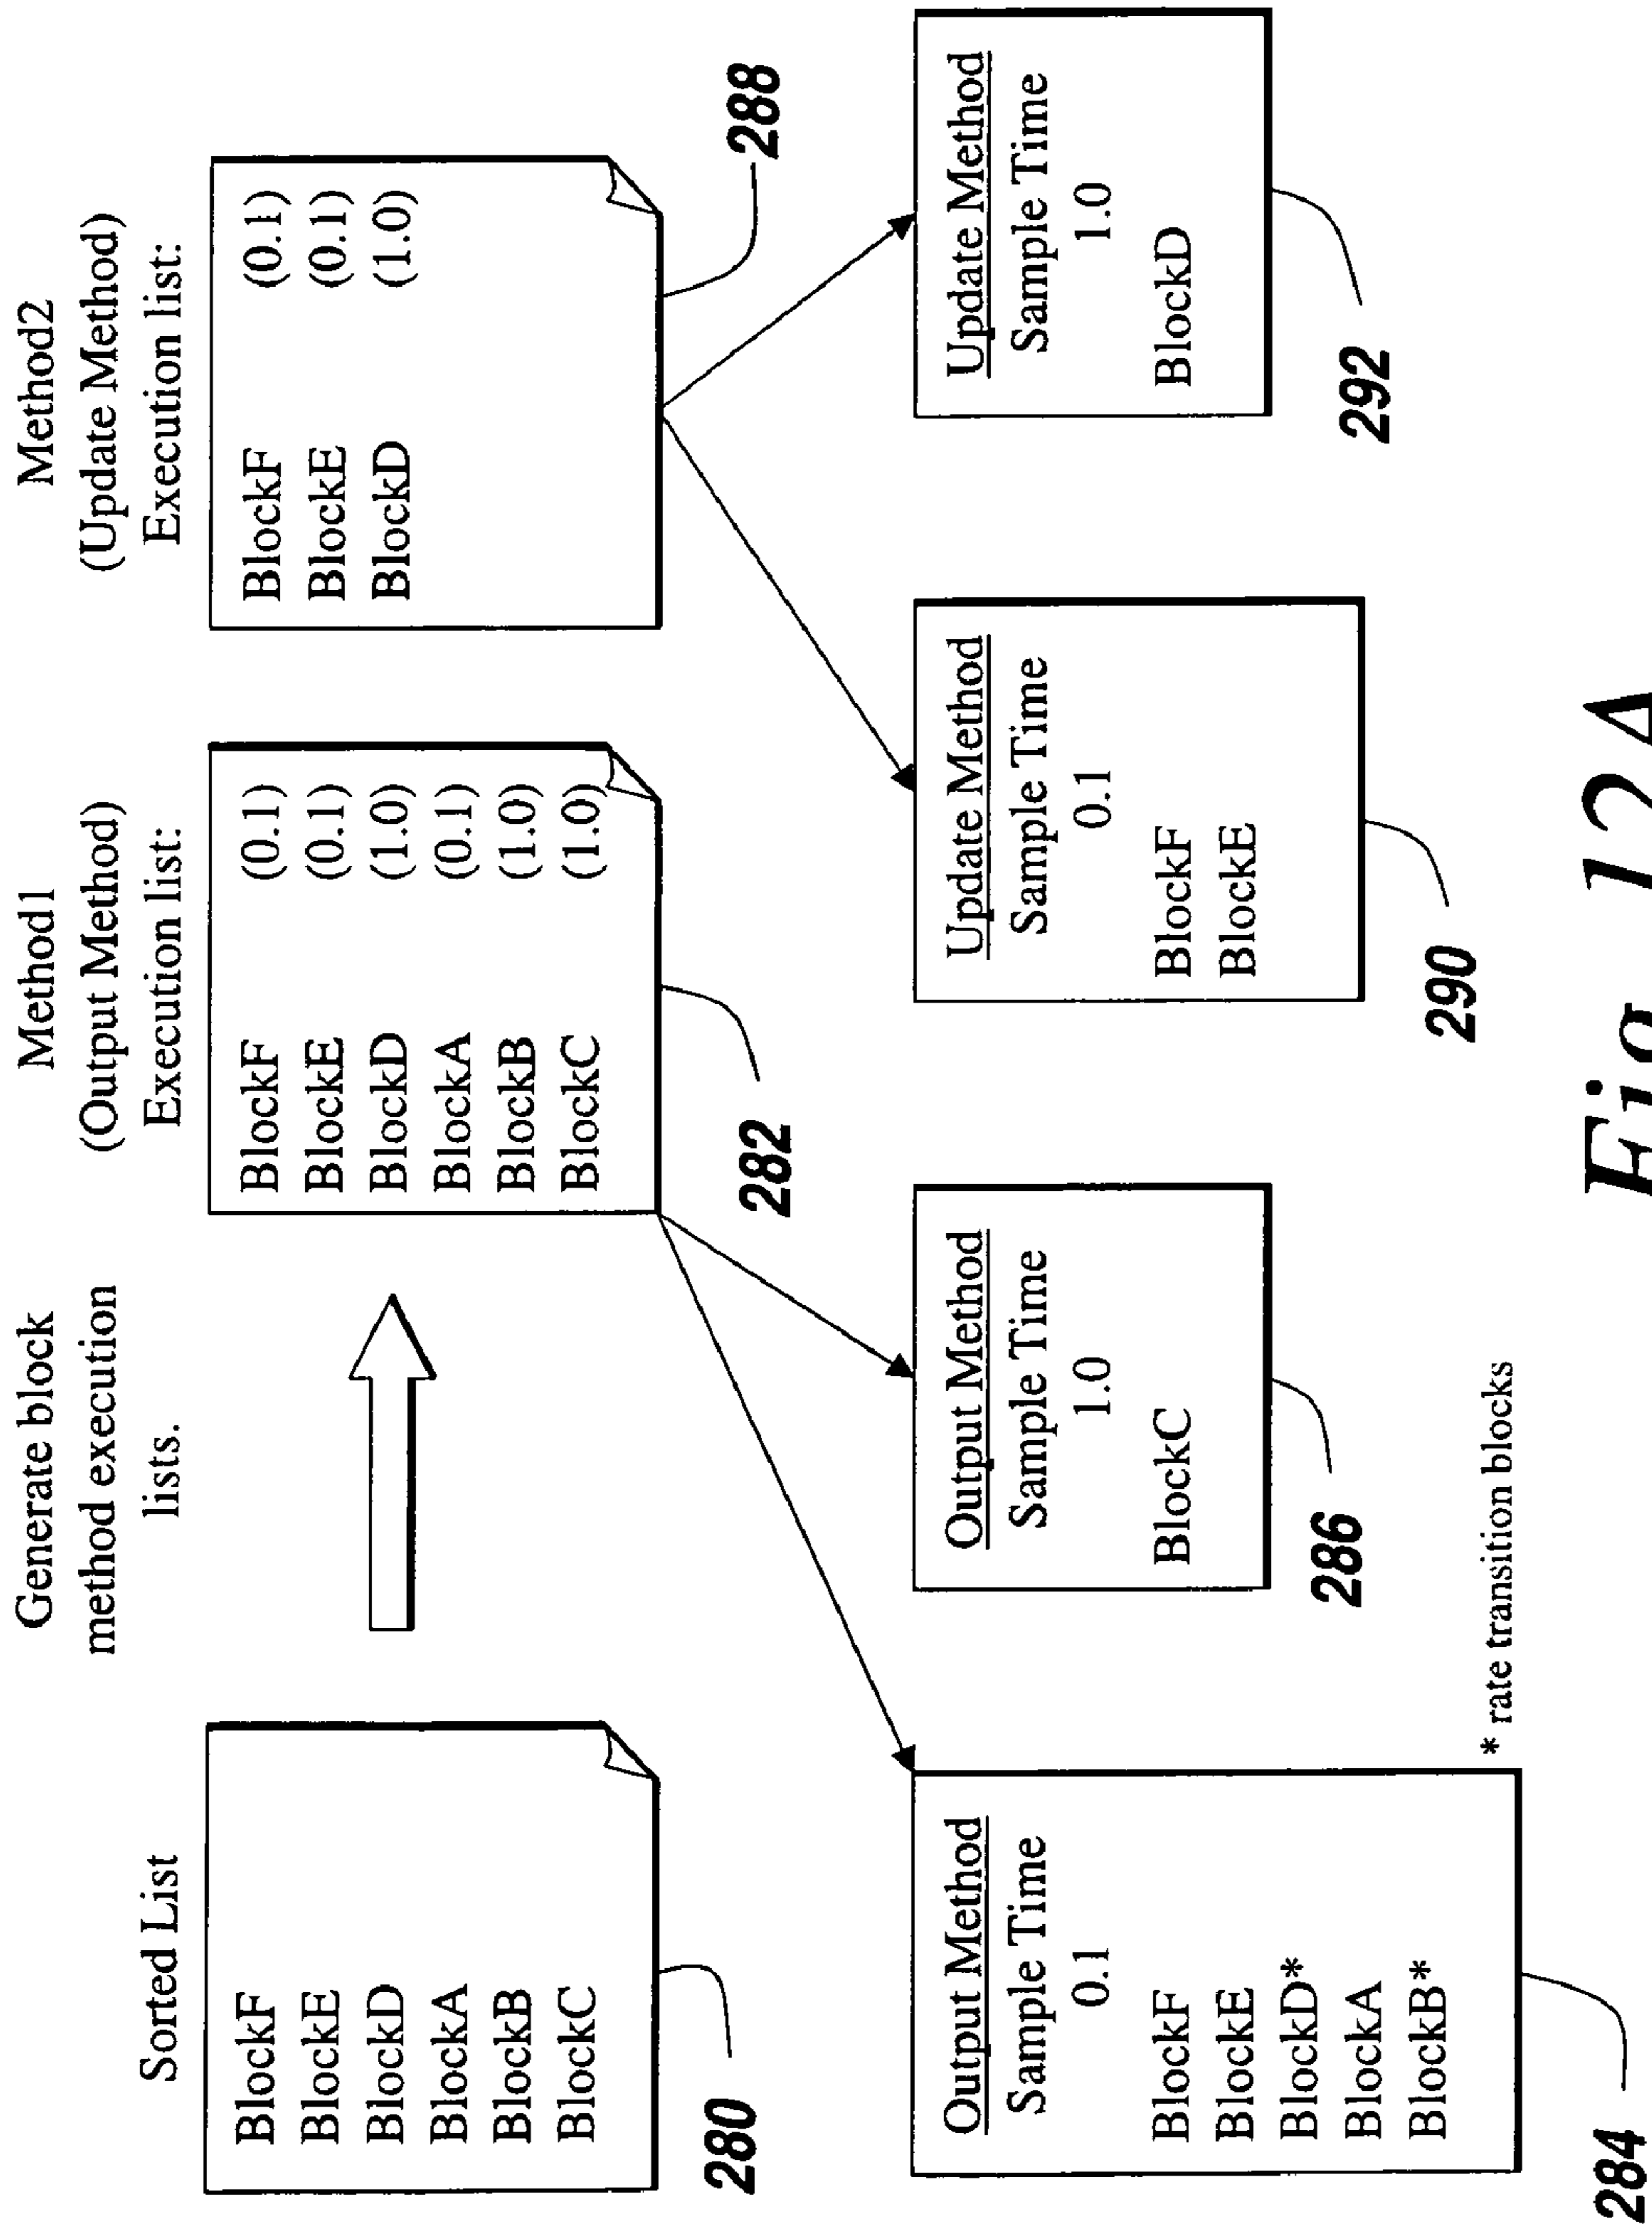 Sorted List
BlockF
BlockE
BlockD
BlockA
BlockB
BlockC
280
Generate block
method execution
lists.
Method1
(Output Method)
Execution list:
BlockF (0.1)
BlockE (0.1)
BlockD (1.0)
BlockA (0.1)
BlockB (1.0)
BlockC (1.0)
282
Method2
(Update Method)
Execution list:
BlockF (0.1)
BlockE (0.1)
BlockD (1.0)
288
Output Method
Sample Time
0.1
BlockF
BlockE
BlockD*
BlockA
BlockB*
284
* rate transition blocks
Output Method
Sample Time
1.0
BlockC
286
Update Method
Sample Time
0.1
BlockF
BlockE
290
Update Method
Sample Time
1.0
BlockD
292
Fig. 12A